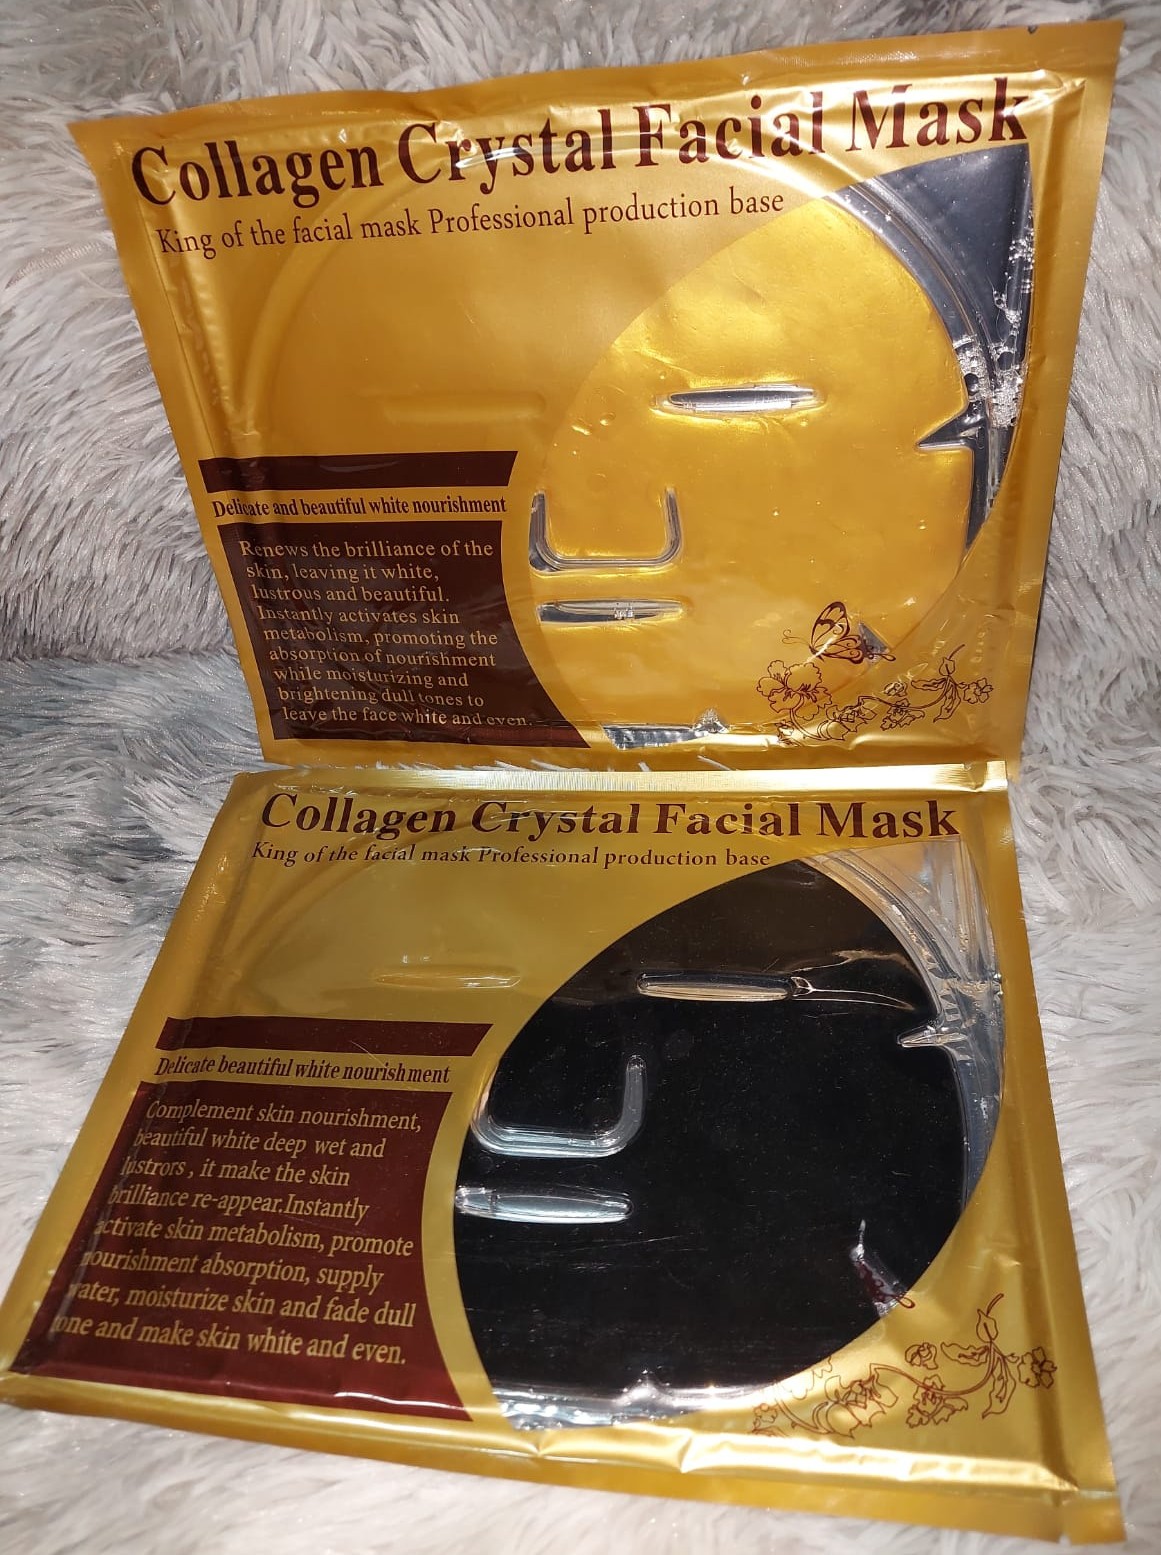 Collagen Crystal Facial Mask
King of the facial mask Professional production base
Delicate and beautiful white nourishment
Renews the brilliance of the
skin, leaving it white,
lustrous and beautiful.
Instantly activates skin
metabolism, promoting the
absorption of nourishment
while moisturizing and
brightening dull tones to
leave the face white and even.
Collagen Crystal Facial Mask
King of the facial mask Professional production base
Delicate beautiful white nourishment
Complement skin nourishment,
beautiful white deep wet and
lustrors , it make the skin
brilliance re-appear.Instantly
activate skin metabolism, promote
nourishment absorption, supply
water, moisturize skin and fade dull
one and make skin white and even.